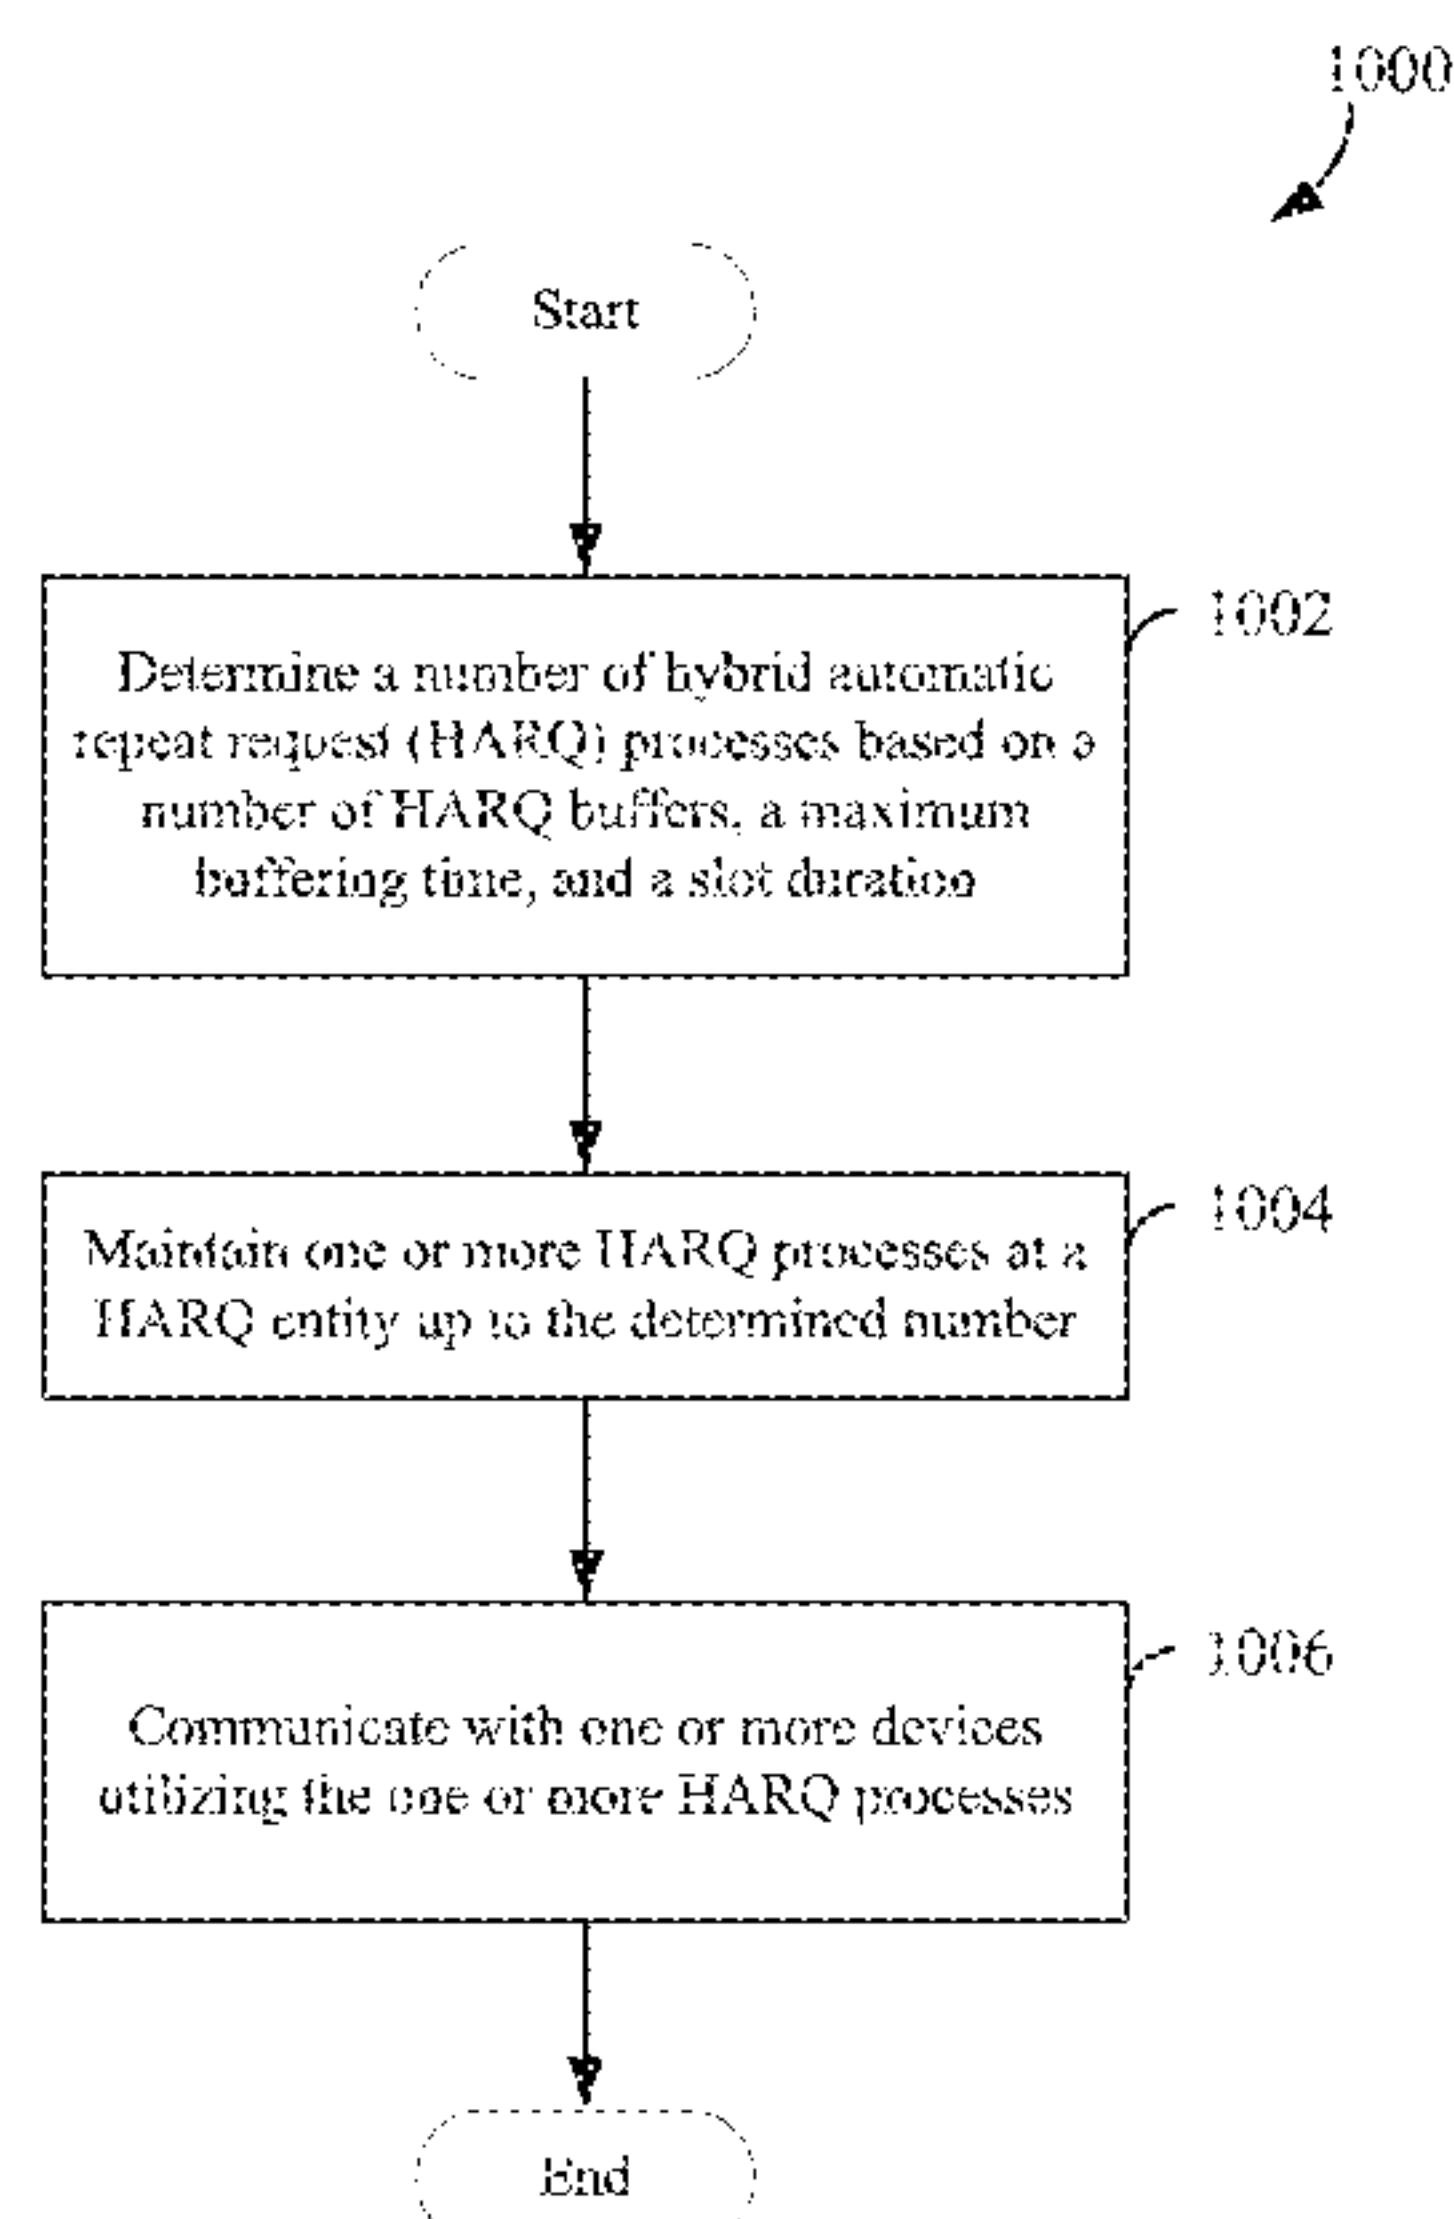 1000
Start
1002
Determine a number of hybrid automatic
repeat request (HARQ) processes based on a
number of HARQ buffers, a maximum
buffering time, and a slot duration
1004
Maintain one or more HARQ processes at a
HARQ entity up to the determined number
1006
Communicate with one or more devices
utilizing the one or more HARQ processes
End